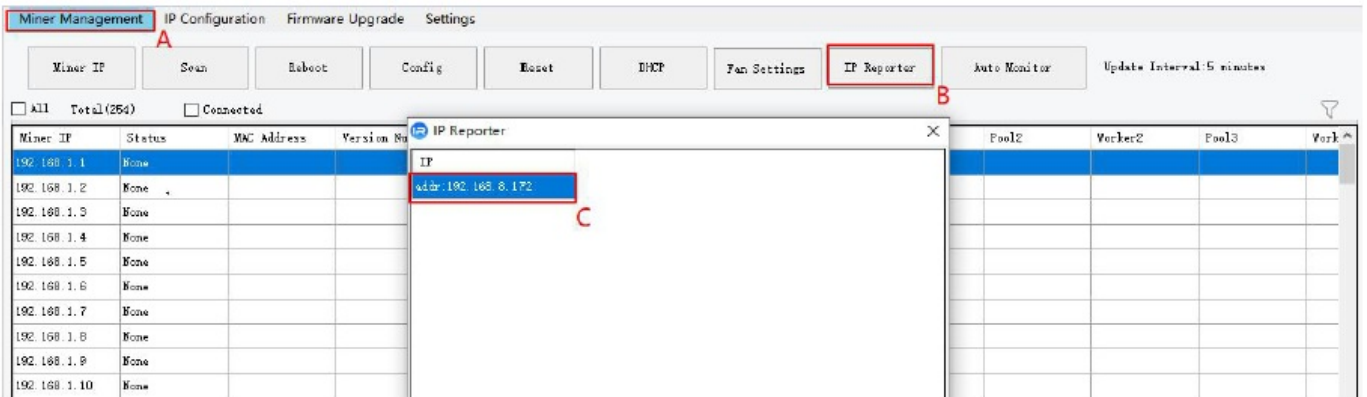 Miner Management IP Configuration Firmware Upgrade Settings
A
Miner IP Scan Reboot Config Reset DHCP Fan Settings IP Reporter Auto Monitor Update Interval:5 minutes
B
All Total(254) Connected
Miner IP Status MAC Address Version Nu IP Reporter Pool2 Worker2 Pool3 Work
IP
192.168.1.1 None
addr:192.168.8.172
192.168.1.2 None
C
192.168.1.3 None
192.168.1.4 None
192.168.1.5 None
192.168.1.6 None
192.168.1.7 None
192.168.1.8 None
192.168.1.9 None
192.168.1.10 None